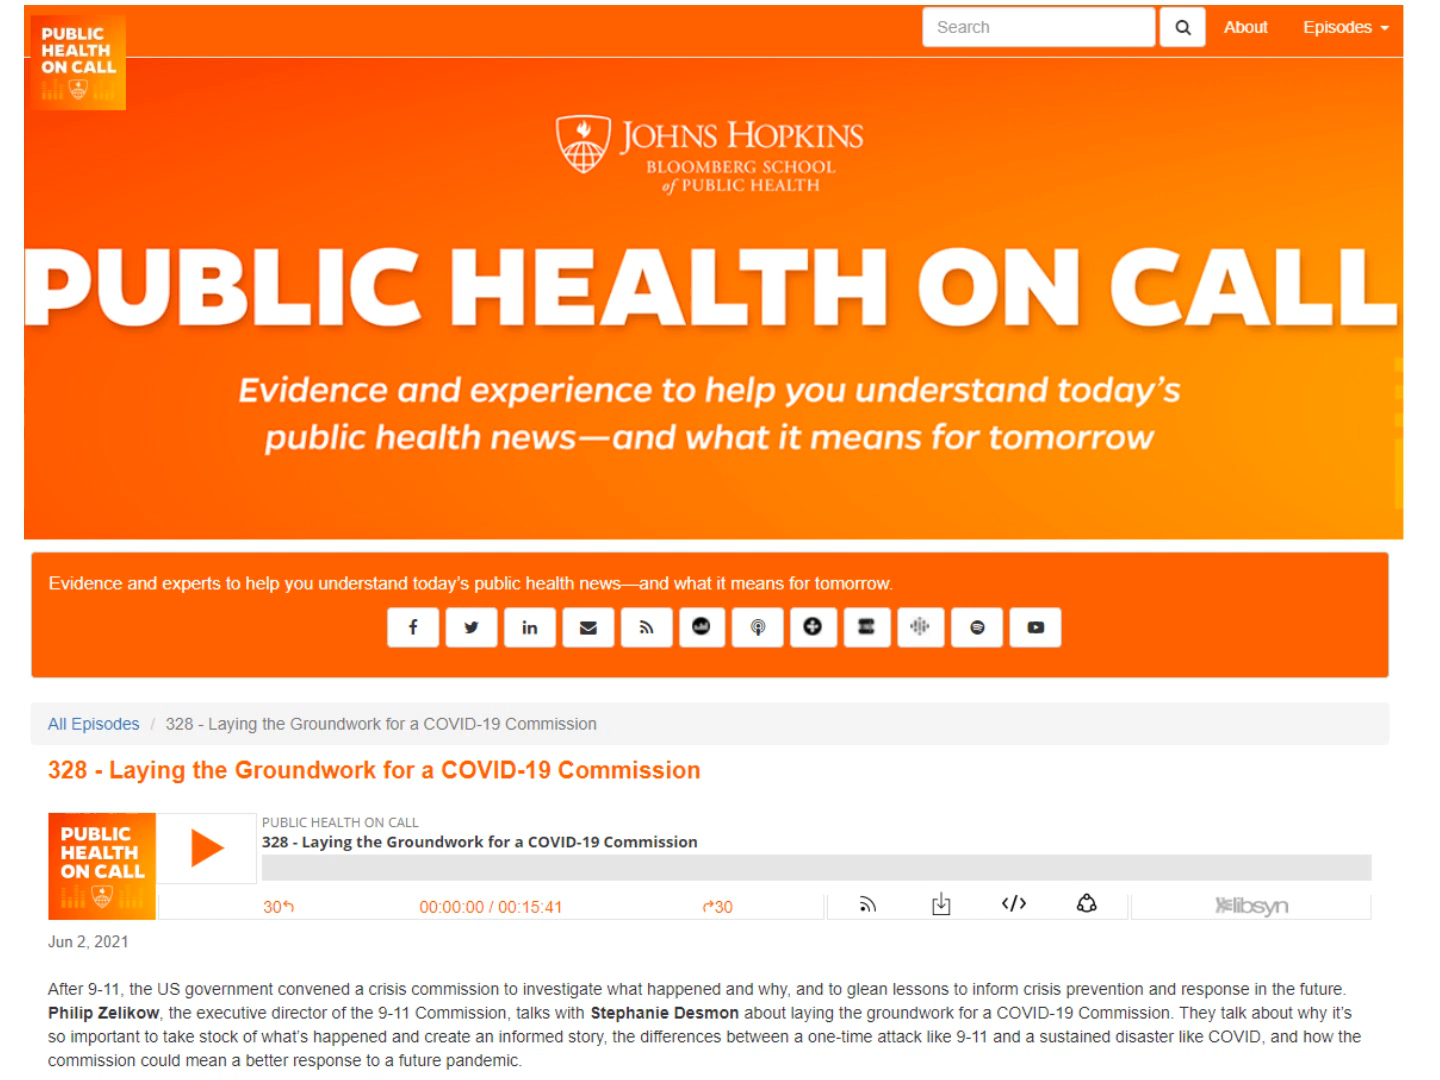 PUBLIC
HEALTH
ON CALL
Search
About
Episodes
JOHNS HOPKINS
BLOOMBERG SCHOOL
of PUBLIC HEALTH
PUBLIC HEALTH ON CALL
Evidence and experience to help you understand today's
public health news—and what it means for tomorrow
Evidence and experts to help you understand today's public health news—and what it means for tomorrow.
All Episodes / 328 - Laying the Groundwork for a COVID-19 Commission
328 - Laying the Groundwork for a COVID-19 Commission
PUBLIC
HEALTH
ON CALL
PUBLIC HEALTH ON CALL
328 - Laying the Groundwork for a COVID-19 Commission
30
00:00:00 / 00:15:41
30
libsyn
Jun 2, 2021
After 9-11, the US government convened a crisis commission to investigate what happened and why, and to glean lessons to inform crisis prevention and response in the future.
Philip Zelikow, the executive director of the 9-11 Commission, talks with Stephanie Desmon about laying the groundwork for a COVID-19 Commission. They talk about why it's
so important to take stock of what's happened and create an informed story, the differences between a one-time attack like 9-11 and a sustained disaster like COVID, and how the
commission could mean a better response to a future pandemic.